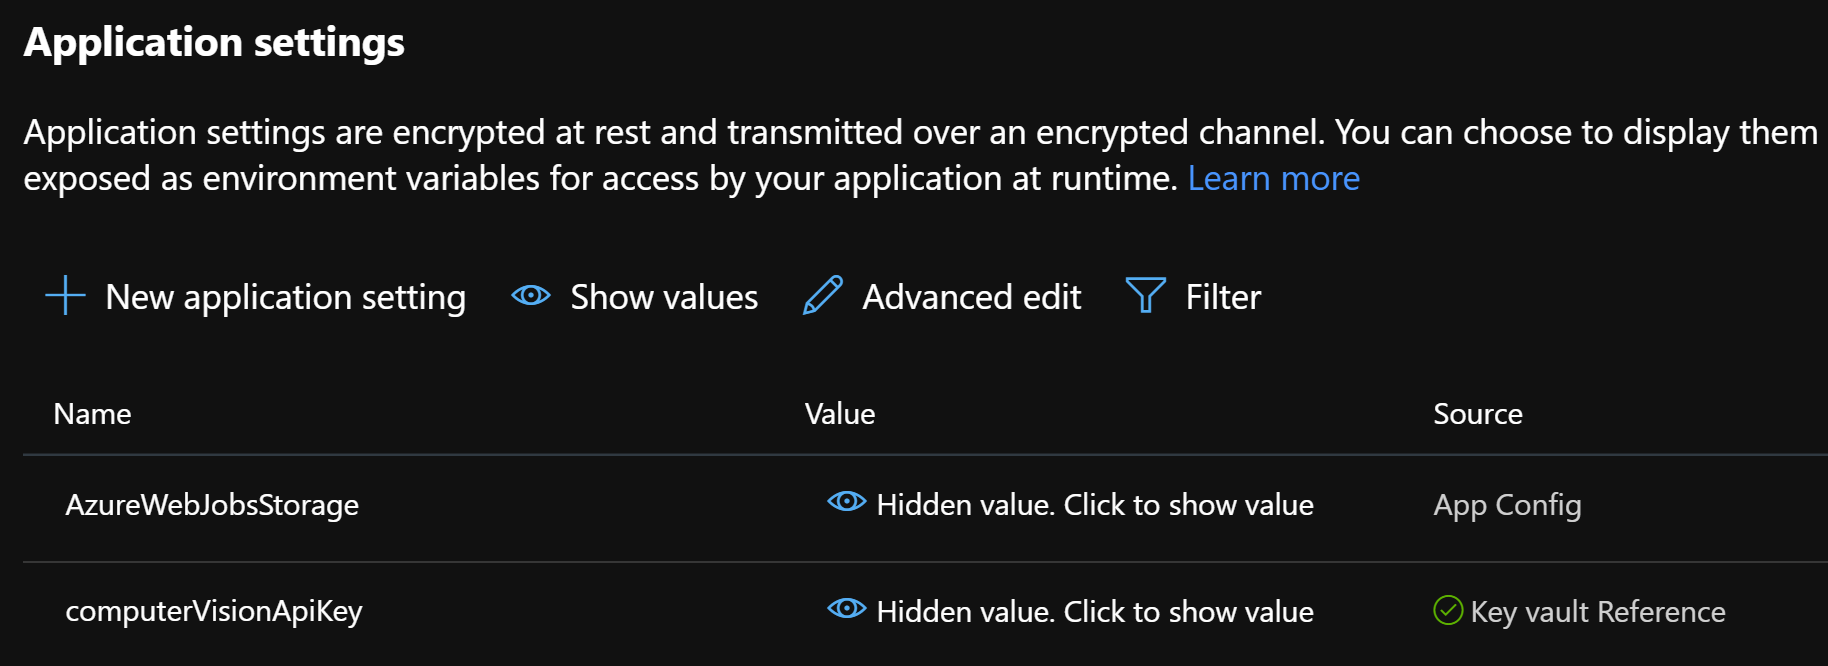 Application settings
Application settings are encrypted at rest and transmitted over an encrypted channel. You can choose to display them
exposed as environment variables for access by your application at runtime. Learn more
New application setting Show values Advanced edit Filter
Name Value Source
AzureWebJobsStorage Hidden value. Click to show value App Config
computerVisionApiKey Hidden value. Click to show value Key vault Reference